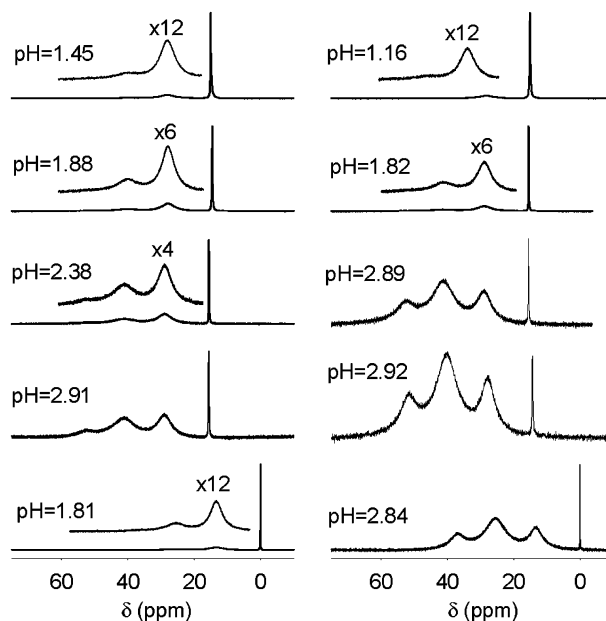 x12
pH=1.45
x6
pH=1.88
x4
pH=2.38
pH=2.91
x12
pH=1.81
60 40 20 0
δ (ppm)
x12
pH=1.16
x6
pH=1.82
pH=2.89
pH=2.92
pH=2.84
60 40 20 0
δ (ppm)